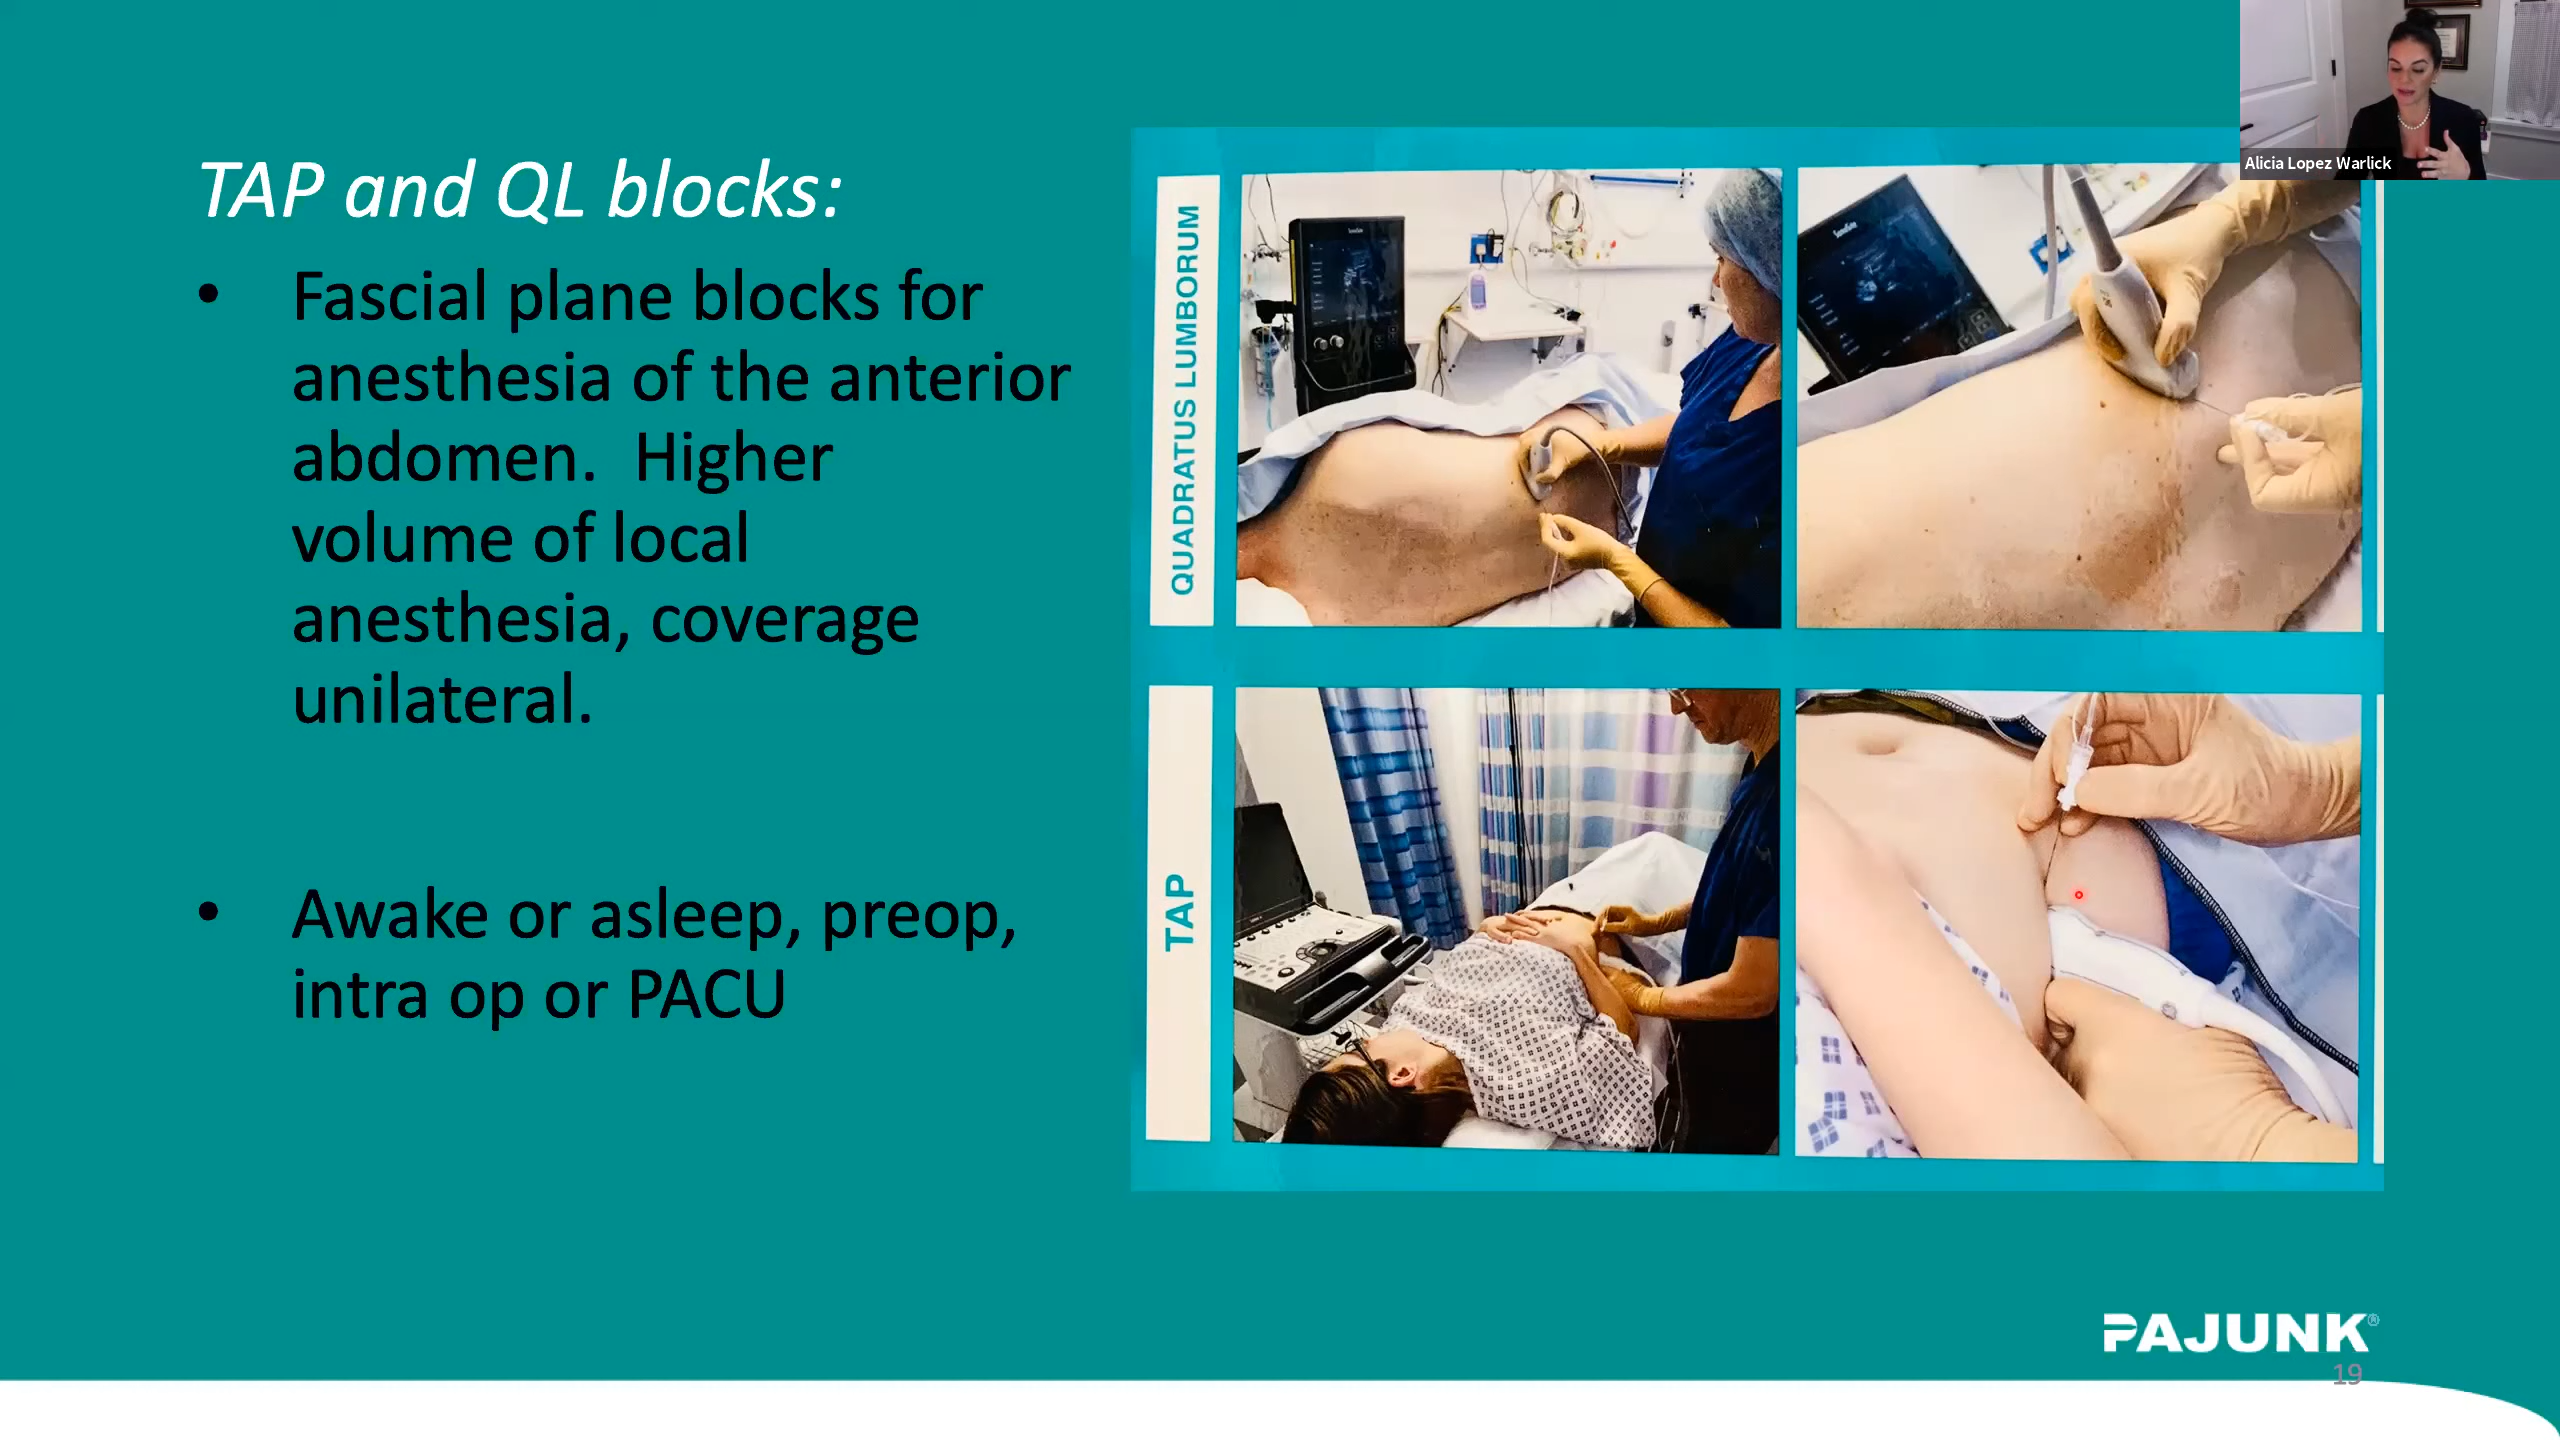 TAP and QL blocks:
• Fascial plane blocks for
anesthesia of the anterior
abdomen.  Higher
volume of local
anesthesia, coverage
unilateral.
• Awake or asleep, preop,
intra op or PACU
QUADRATUS LUMBORUM
TAP
Alicia Lopez Warlick
PAJUNK®
19